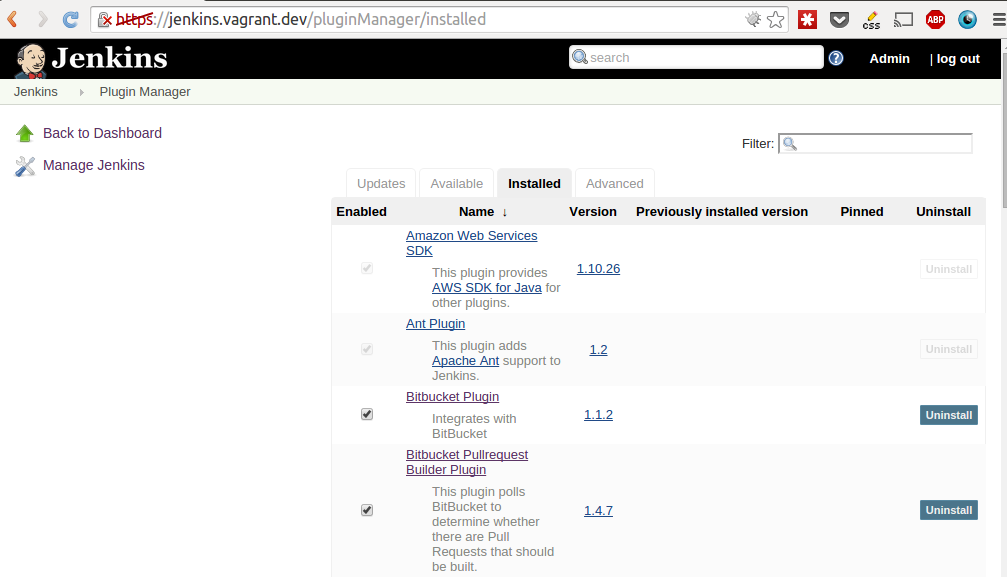 https://jenkins.vagrant.dev/pluginManager/installed
css
ABP
Jenkins
search
?
Admin
| log out
Jenkins
Plugin Manager
Back to Dashboard
Manage Jenkins
Filter:
Updates
Available
Installed
Advanced
Enabled
Name ↓
Version
Previously installed version
Pinned
Uninstall
Amazon Web Services
SDK
This plugin provides
AWS SDK for Java for
other plugins.
1.10.26
Uninstall
Ant Plugin
This plugin adds
Apache Ant support to
Jenkins.
1.2
Uninstall
Bitbucket Plugin
Integrates with
BitBucket
1.1.2
Uninstall
Bitbucket Pullrequest
Builder Plugin
This plugin polls
BitBucket to
determine whether
there are Pull
Requests that should
be built.
1.4.7
Uninstall